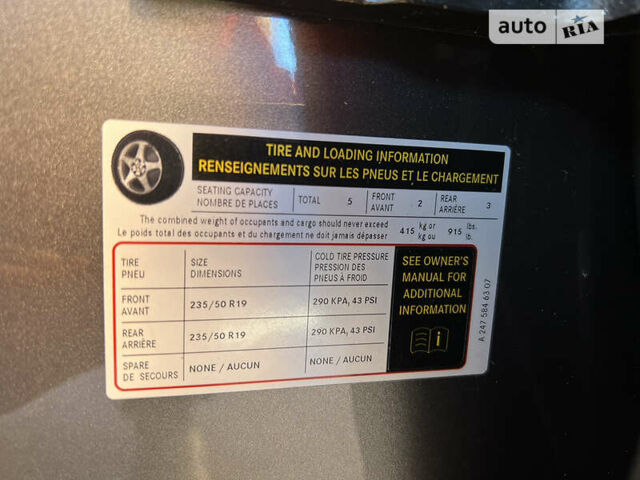 auto RIA
TIRE AND LOADING INFORMATION
RENSEIGNEMENTS SUR LES PNEUS ET LE CHARGEMENT
SEATING CAPACITY
NOMBRE DE PLACES
TOTAL 5
FRONT
AVANT
2
REAR
ARRIÈRE
3
The combined weight of occupants and cargo should never exceed
Le poids total des occupants et du chargement ne doit jamais dépasser
415 kg or
kg ou
915 lbs.
lb.
TIRE
PNEU
SIZE
DIMENSIONS
COLD TIRE PRESSURE
PRESSION DES
PNEUS À FROID
FRONT
AVANT
235/50 R19
290 KPA, 43 PSI
REAR
ARRIÈRE
235/50 R19
290 KPA, 43 PSI
SPARE
DE SECOURS
NONE / AUCUN
NONE / AUCUN
SEE OWNER'S
MANUAL FOR
ADDITIONAL
INFORMATION
i
A 247 584 63 07